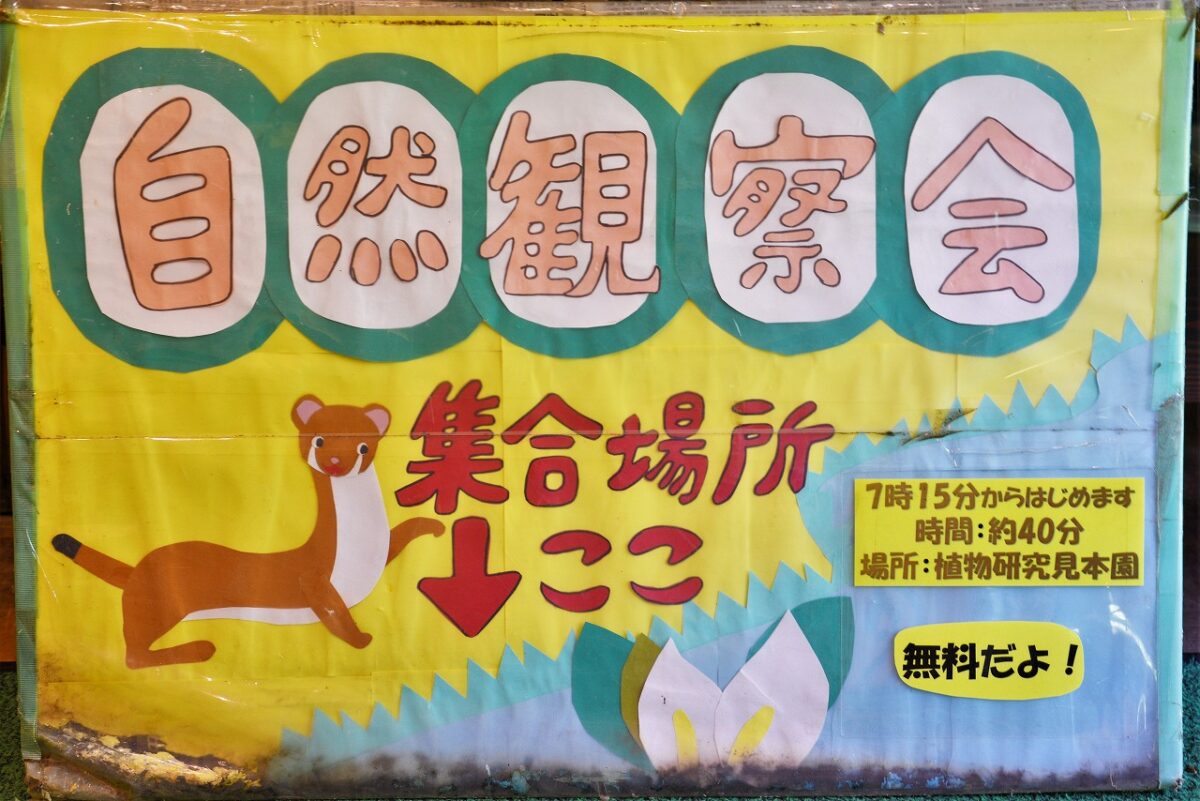 自然観察会
集合場所
↓ここ
7時15分からはじめます
時間:約40分
場所:植物研究見本園
無料だよ!